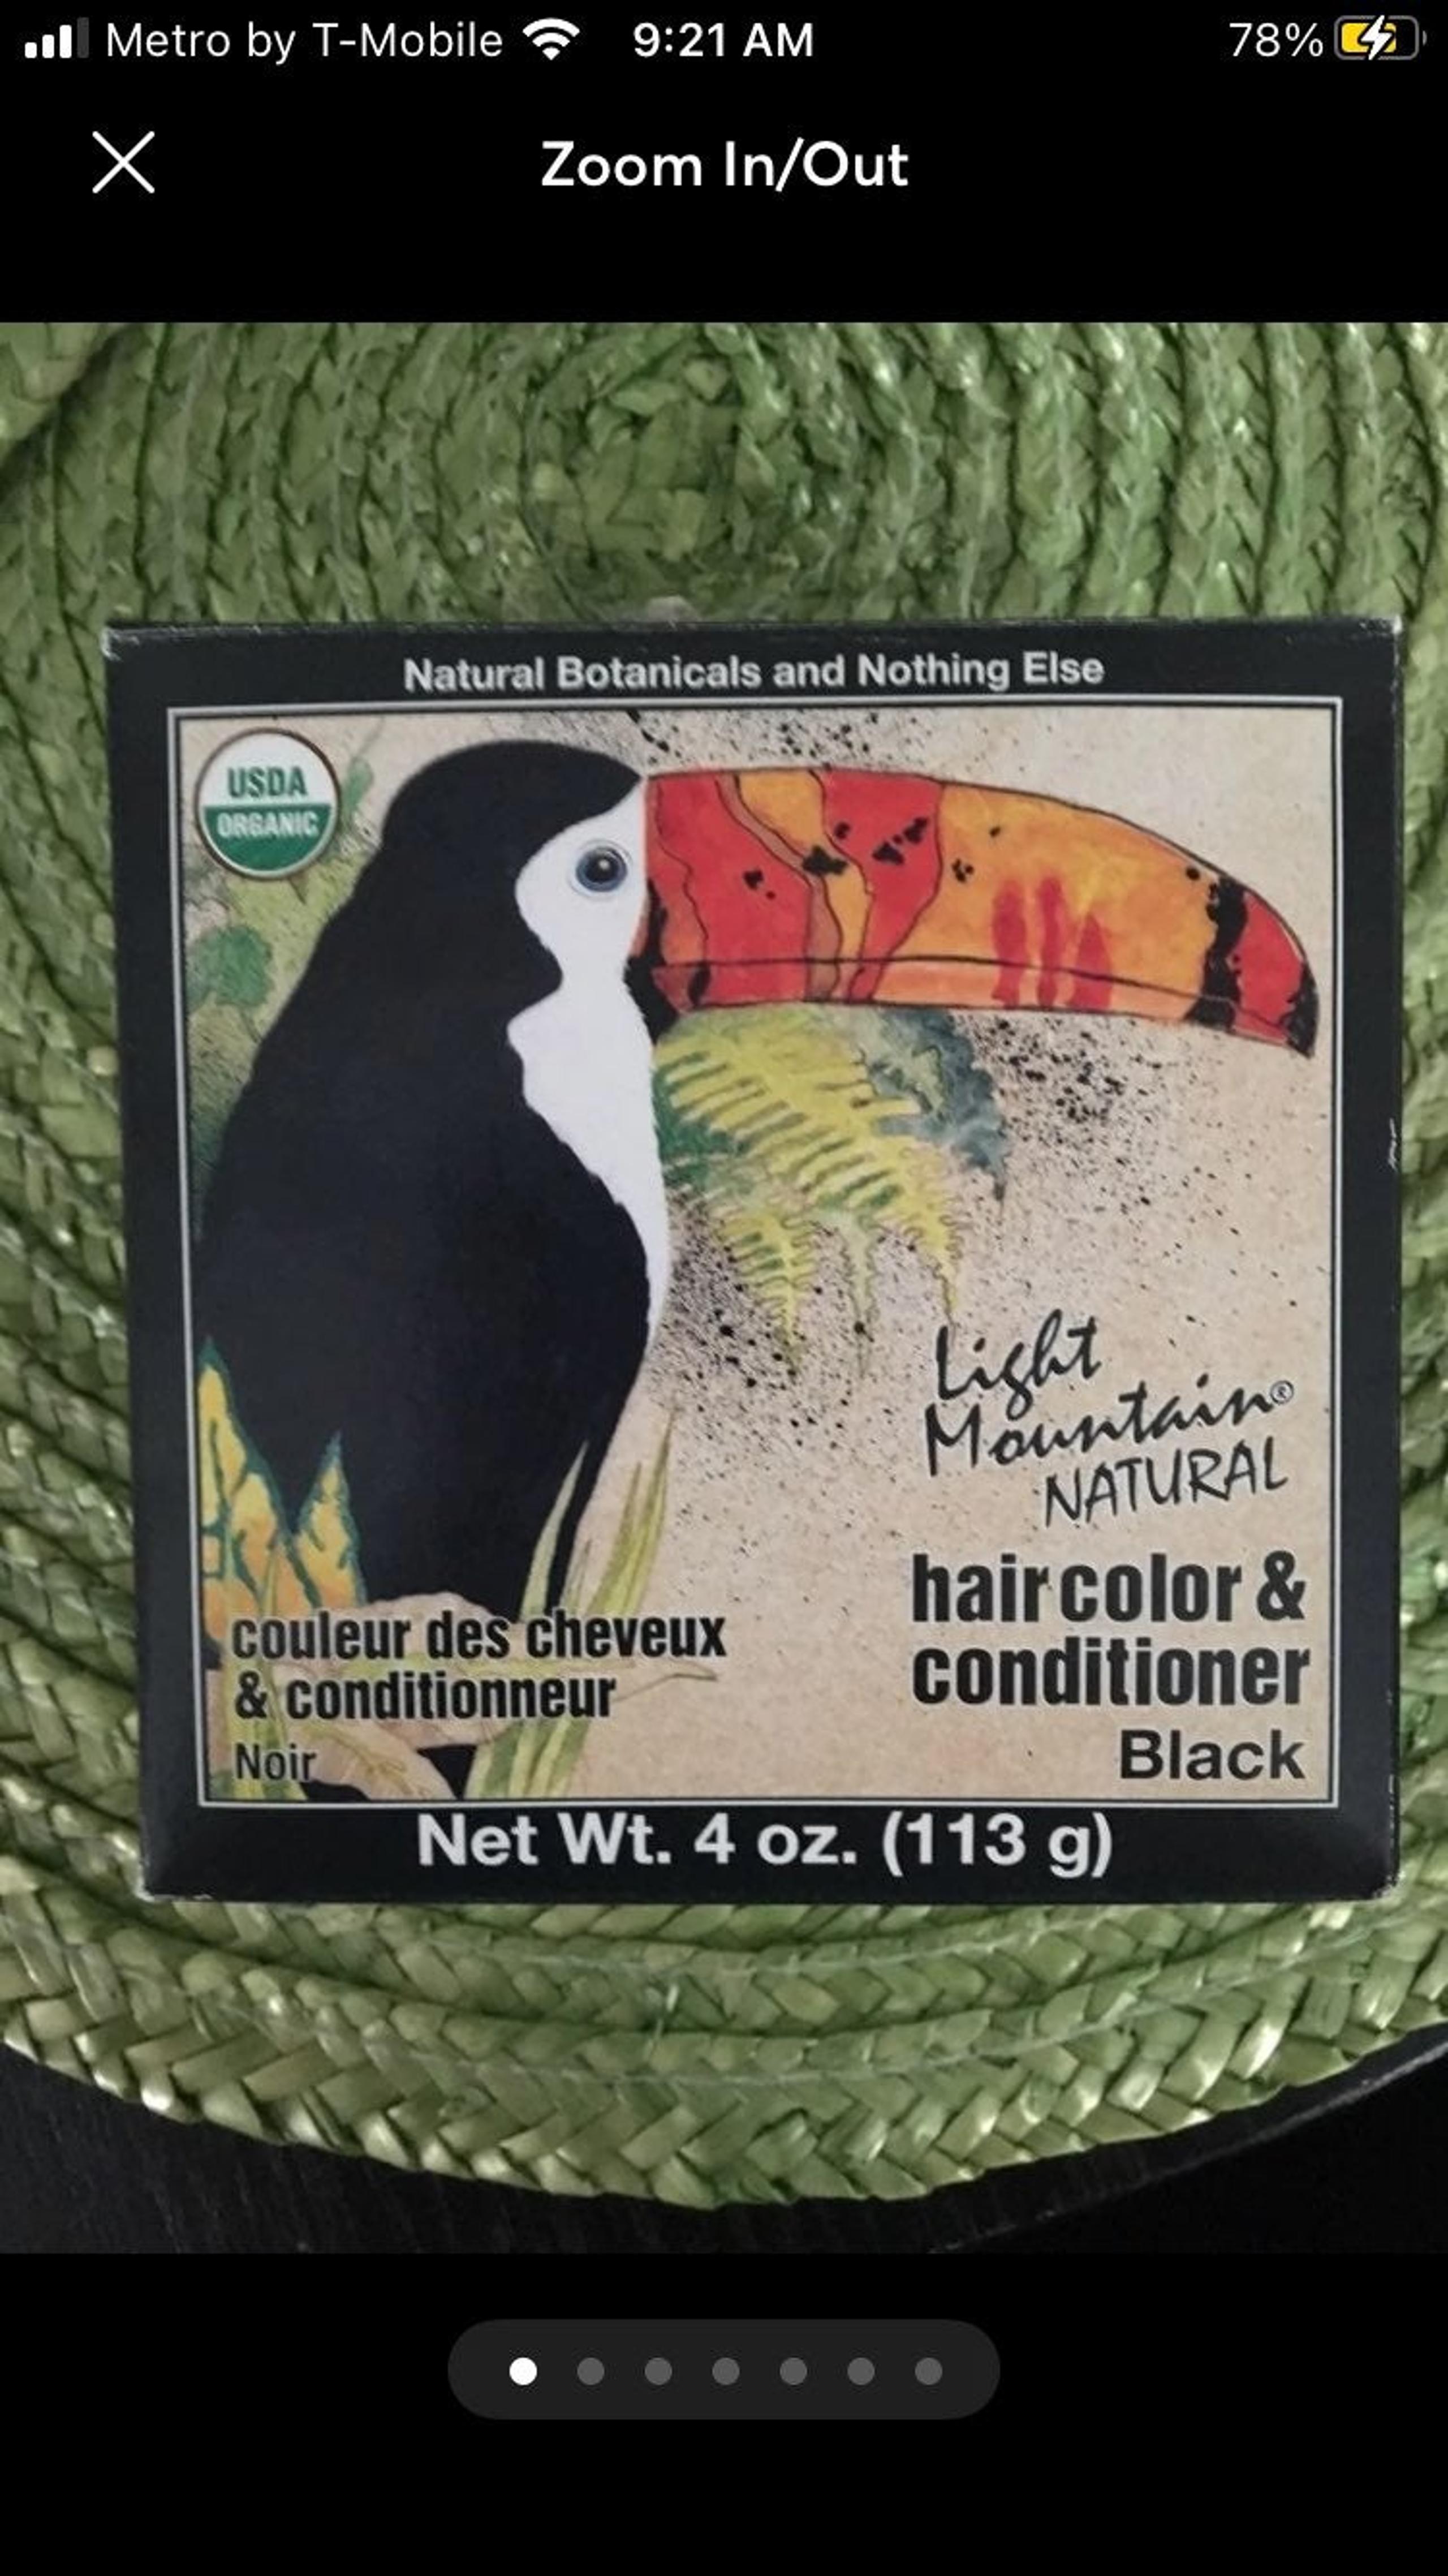 Metro by T-Mobile 9:21 AM 78%
Zoom In/Out
Natural Botanicals and Nothing Else
USDA
ORGANIC
Light
Mountain®
NATURAL
hair color &
conditioner
Black
couleur des cheveux
& conditionneur
Noir
Net Wt. 4 oz. (113 g)